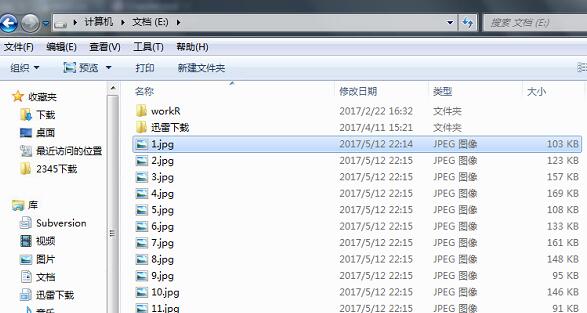 计算机 ▸ 文档 (E:) ▸
搜索 文档 (E:)
文件(F) 编辑(E) 查看(V) 工具(T) 帮助(H)
组织 预览 打印 新建文件夹
收藏夹
下载
桌面
最近访问的位置
2345下载
库
Subversion
视频
图片
文档
迅雷下载
音乐
名称 修改日期 类型 大小
workR 2017/2/22 16:32 文件夹
迅雷下载 2017/4/11 15:21 文件夹
1.jpg 2017/5/12 22:14 JPEG 图像 103 KB
2.jpg 2017/5/12 22:15 JPEG 图像 123 KB
3.jpg 2017/5/12 22:15 JPEG 图像 157 KB
4.jpg 2017/5/12 22:15 JPEG 图像 169 KB
5.jpg 2017/5/12 22:15 JPEG 图像 108 KB
6.jpg 2017/5/12 22:15 JPEG 图像 133 KB
7.jpg 2017/5/12 22:15 JPEG 图像 161 KB
8.jpg 2017/5/12 22:15 JPEG 图像 148 KB
9.jpg 2017/5/12 22:15 JPEG 图像 95 KB
10.jpg 2017/5/12 22:15 JPEG 图像 146 KB
11.jpg 2017/5/12 22:15 JPEG 图像 91 KB